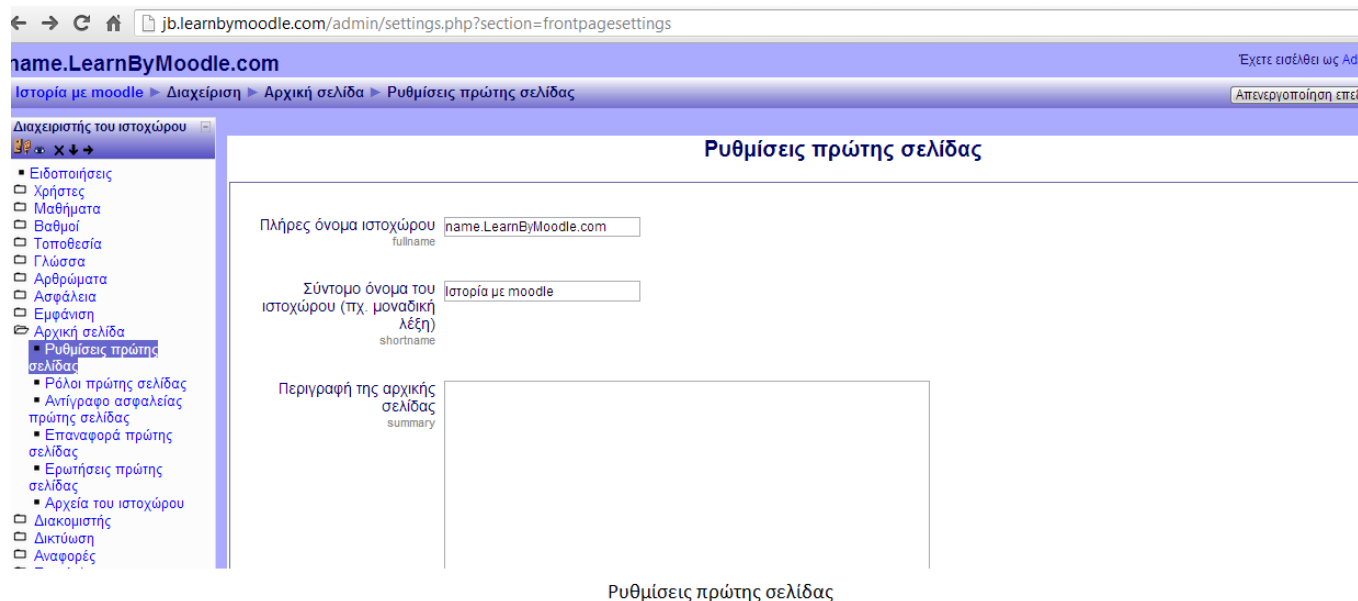 jb.learnbymoodle.com/admin/settings.php?section=frontpagesettings
name.LearnByMoodle.com
Έχετε εισέλθει ως Ad
Ιστορία με moodle ► Διαχείριση ► Αρχική σελίδα ► Ρυθμίσεις πρώτης σελίδας
Απενεργοποίηση επε
Διαχειριστής του ιστοχώρου
Ειδοποιήσεις
Χρήστες
Μαθήματα
Βαθμοί
Τοποθεσία
Γλώσσα
Αρθρώματα
Ασφάλεια
Εμφάνιση
Αρχική σελίδα
Ρυθμίσεις πρώτης
σελίδας
Ρόλοι πρώτης σελίδας
Αντίγραφο ασφαλείας
πρώτης σελίδας
Επαναφορά πρώτης
σελίδας
Ερωτήσεις πρώτης
σελίδας
Αρχεία του ιστοχώρου
Διακομιστής
Δικτύωση
Αναφορές
Ρυθμίσεις πρώτης σελίδας
Πλήρες όνομα ιστοχώρου
fullname
name.LearnByMoodle.com
Σύντομο όνομα του
ιστοχώρου (πχ. μοναδική
λέξη)
shortname
Ιστορία με moodle
Περιγραφή της αρχικής
σελίδας
summary
Ρυθμίσεις πρώτης σελίδας